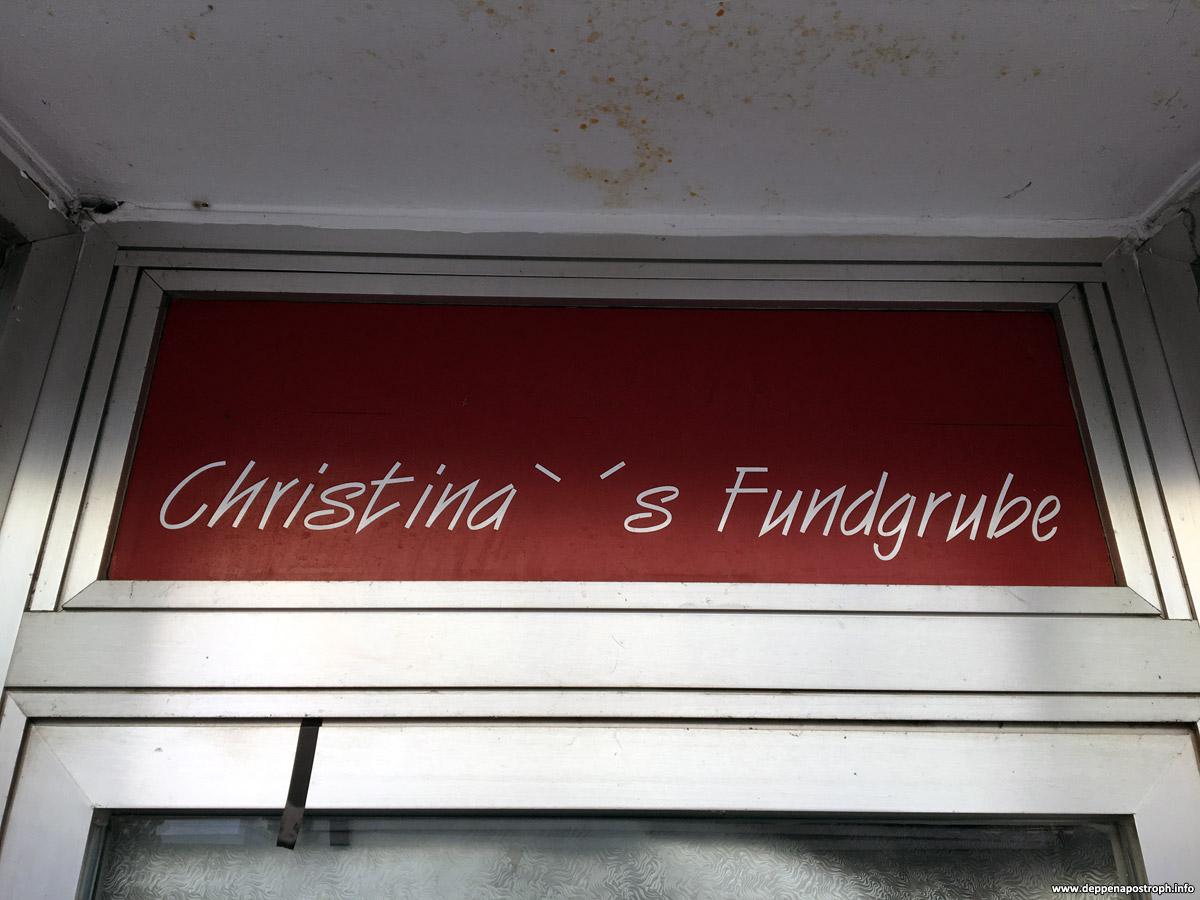 Christina` ´s Fundgrube
www.deppenapostroph.info